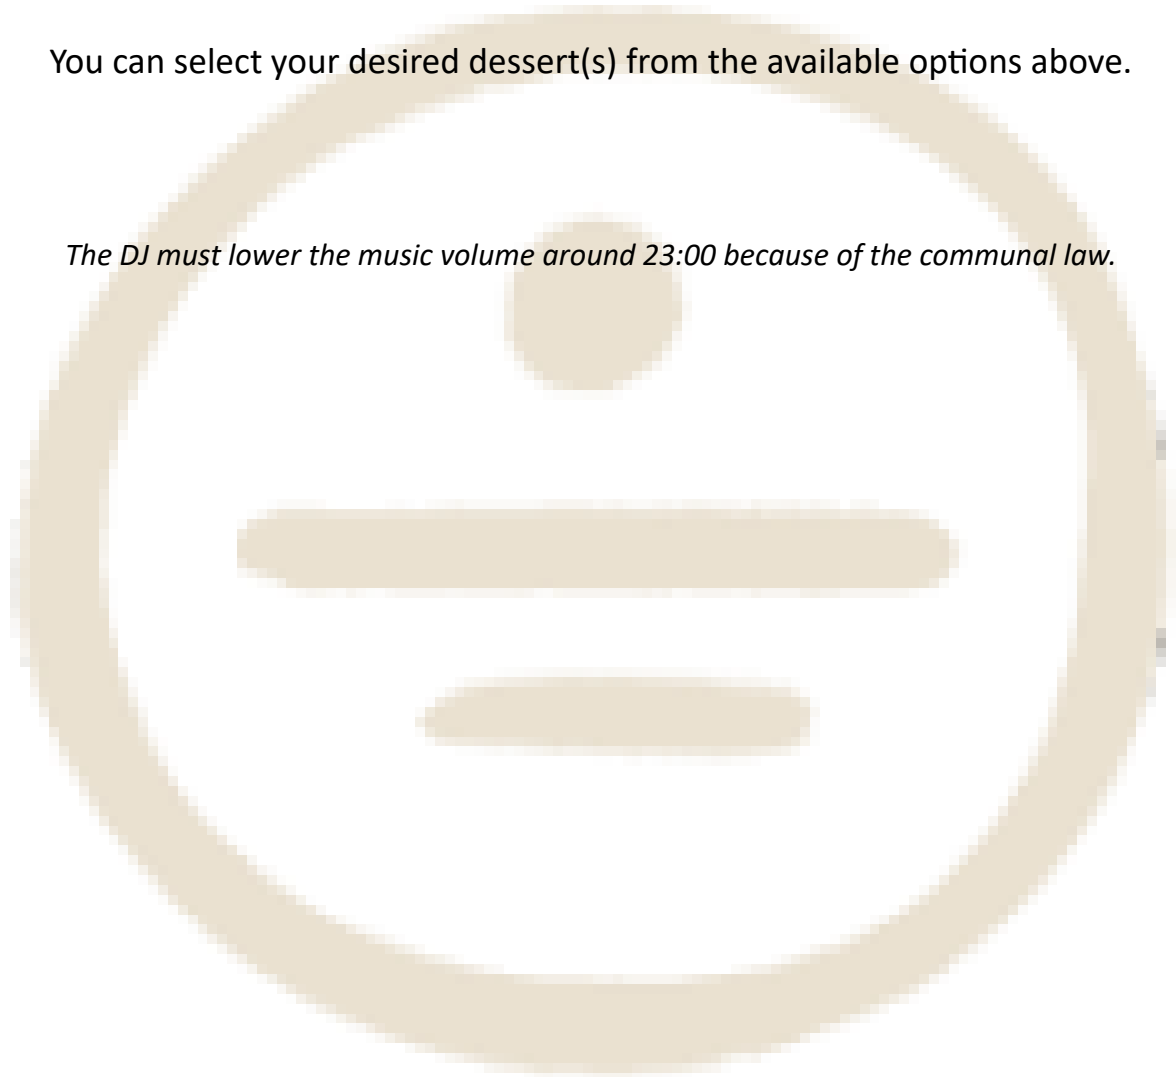 You can select your desired dessert(s) from the available options above.
The DJ must lower the music volume around 23:00 because of the communal law.